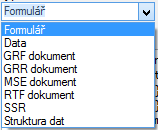 Formulář
Formulář
Data
GRF dokument
GRR dokument
MSE dokument
RTF dokument
SSR
Struktura dat